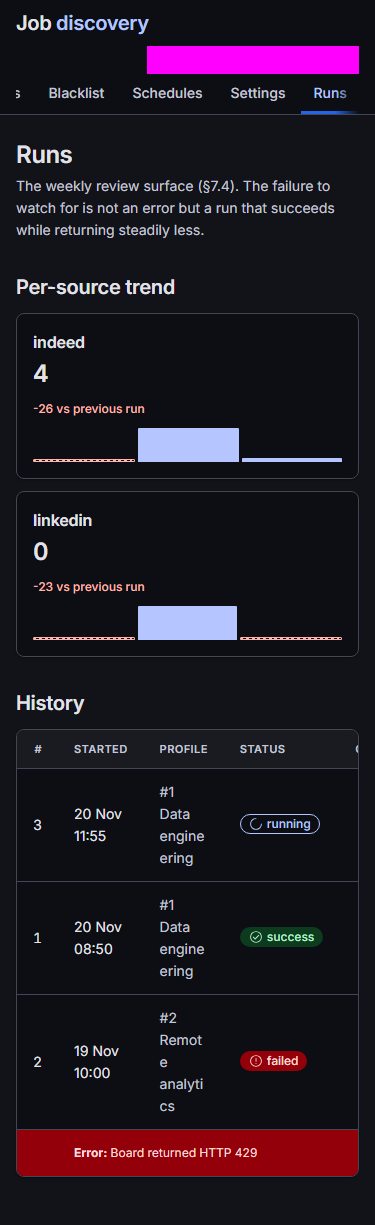 Job discovery
s Blacklist Schedules Settings Runs
Runs
The weekly review surface (§7.4). The failure to
watch for is not an error but a run that succeeds
while returning steadily less.
Per-source trend
indeed
4
-26 vs previous run
linkedin
0
-23 vs previous run
History
# STARTED PROFILE STATUS
3
20 Nov
11:55
#1
Data
engine
ering
running
1
20 Nov
08:50
#1
Data
engine
ering
success
2
19 Nov
10:00
#2
Remot
e
analyti
cs
failed
Error: Board returned HTTP 429